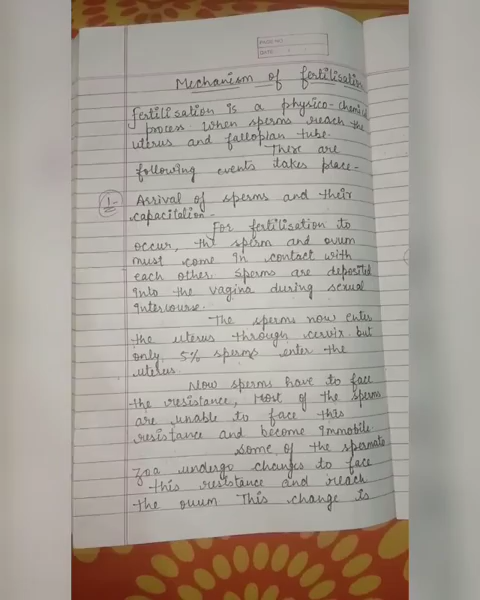 PAGE NO.
DATE:
Mechanism of fertilisation
Fertilisation is a physico-chemical
process when sperms reach the
uterus and fallopian tube.
There are
following events takes place-
1- Arrival of sperms and their
capacitation-
For fertilisation to
occur, the sperm and ovum
must come in contact with
each other. Sperms are deposited
into the vagina during sexual
intercourse.
The sperms now enter
the uterus through cervix but
only 5% sperms enter the
uterus.
Now sperms have to face
the resistance, Most of the sperms
are unable to face this
resistance and become immobile.
Some of the spermato
zoa undergo changes to face
this resistance and reach
the ovum This change is